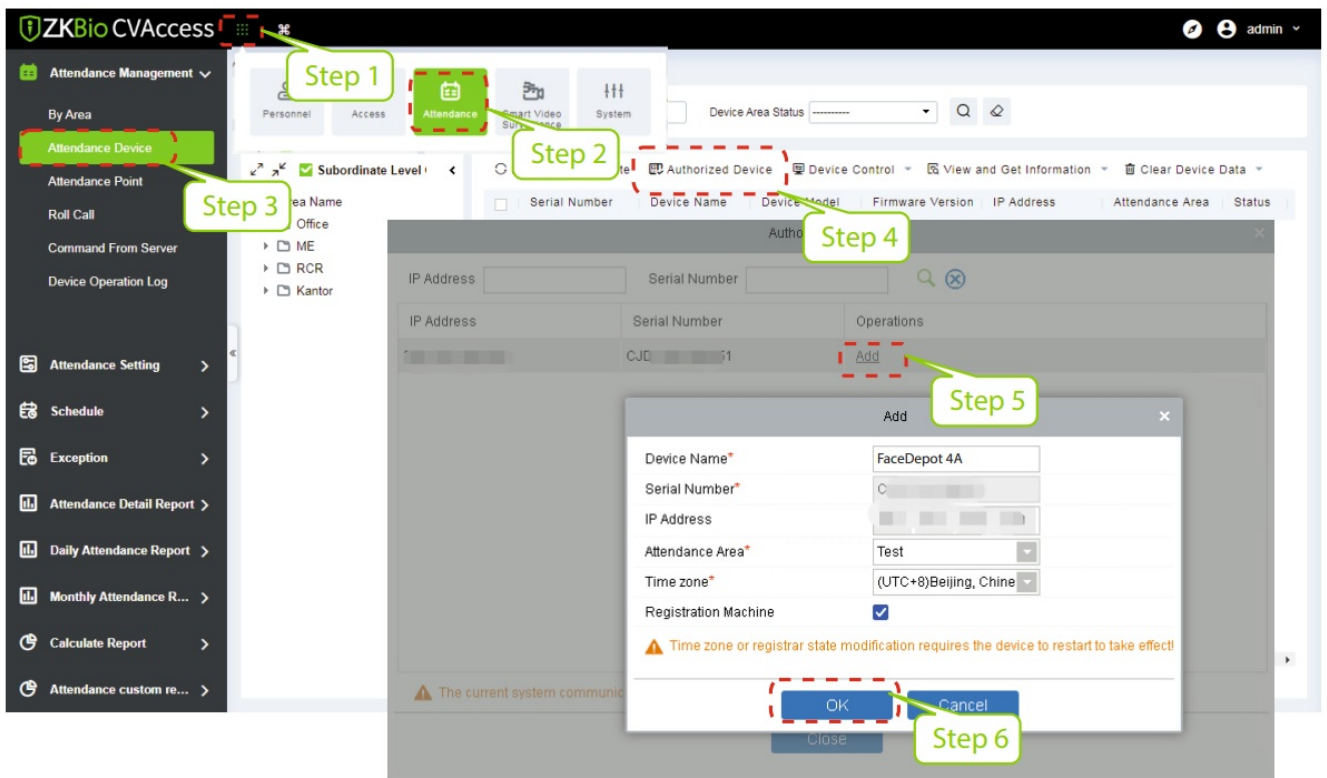 ZKBio CVAccess
admin
Step 1
Attendance Management
By Area
Attendance Device
Attendance Point
Roll Call
Command From Server
Device Operation Log
Attendance Setting
Schedule
Exception
Attendance Detail Report
Daily Attendance Report
Monthly Attendance R...
Calculate Report
Attendance custom re...
Personnel
Access
Attendance
Smart Video
System
Step 2
Step 3
Device Area Status ---------
Subordinate Level
Authorized Device
Device Control
View and Get Information
Clear Device Data
Area Name
Office
ME
RCR
Kantor
Serial Number
Device Name
Device Model
Firmware Version
IP Address
Attendance Area
Status
Step 4
IP Address
Serial Number
IP Address
Serial Number
Operations
Add
Step 5
Add
Device Name*
FaceDepot 4A
Serial Number*
IP Address
Attendance Area*
Test
Time zone*
(UTC+8)Beijing, Chine
Registration Machine
Time zone or registrar state modification requires the device to restart to take effect!
OK
Cancel
Step 6
The current system
Close